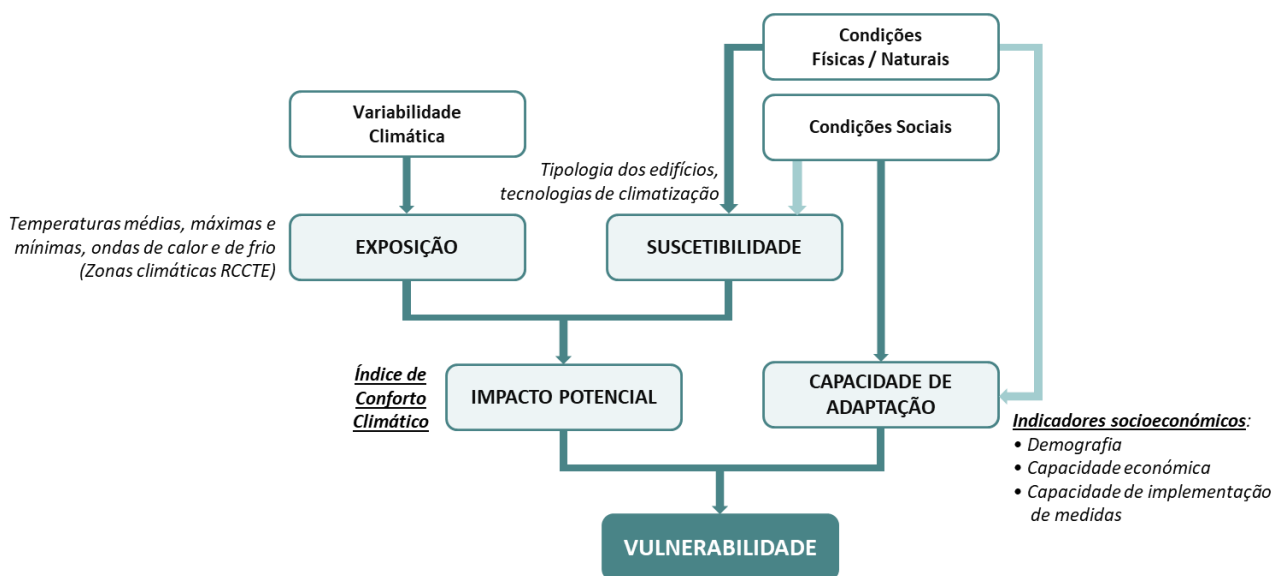 Condições
Físicas / Naturais
Variabilidade
Climática
Condições Sociais
Tipologia dos edifícios,
tecnologias de climatização
Temperaturas médias, máximas e
mínimas, ondas de calor e de frio
(Zonas climáticas RCCTE)
EXPOSIÇÃO
SUSCETIBILIDADE
Índice de
Conforto
Climático
IMPACTO POTENCIAL
CAPACIDADE DE
ADAPTAÇÃO
Indicadores socioeconómicos:
• Demografia
• Capacidade económica
• Capacidade de implementação
de medidas
VULNERABILIDADE